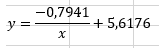 y = −0,7941/x + 5,6176